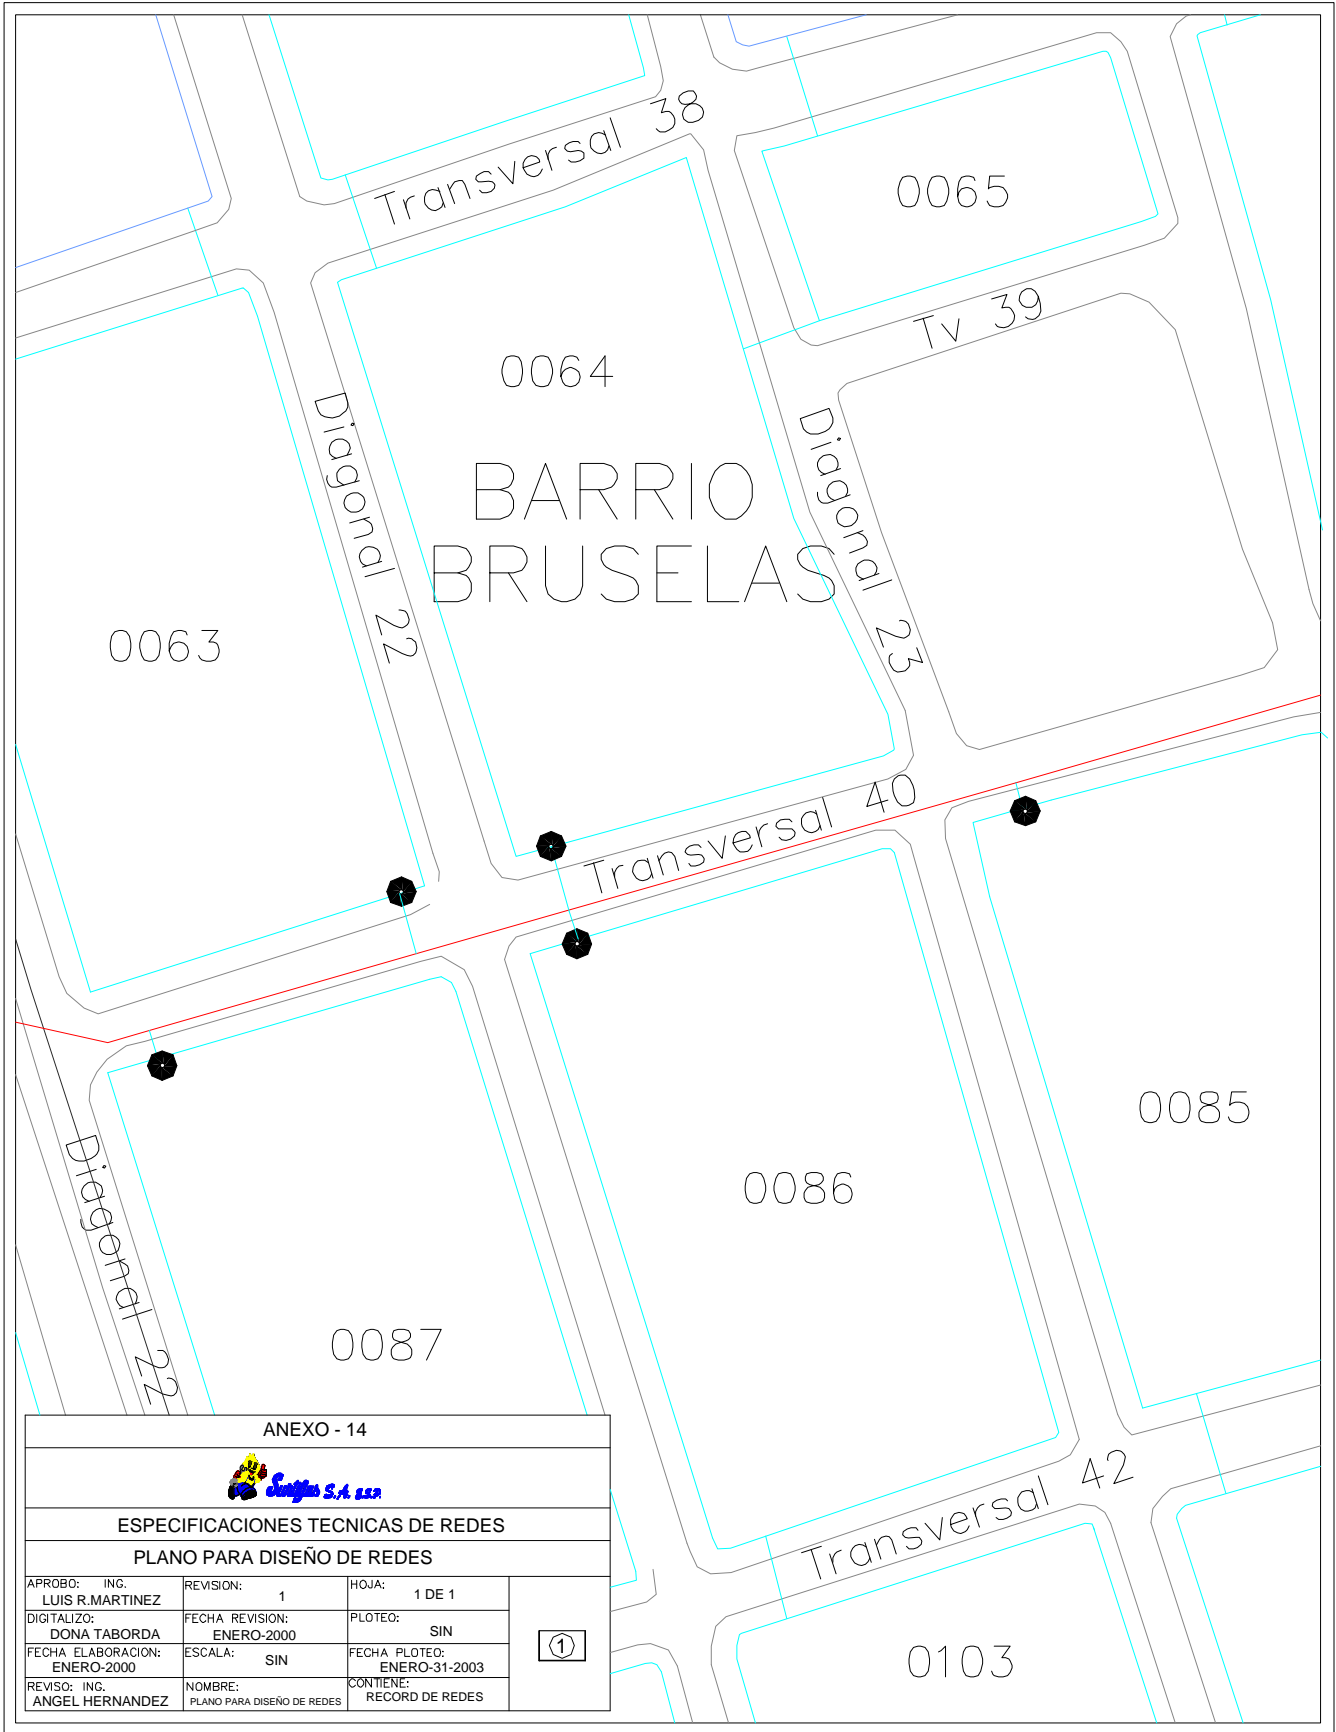 Transversal 38
0065
Tv 39
0064
Diagonal 22
Diagonal 23
BARRIO
BRUSELAS
0063
Transversal 40
0085
0086
Diagonal 22
0087
Transversal 42
0103
ANEXO - 14
Surtigas S.A. E.S.P.
ESPECIFICACIONES TECNICAS DE REDES
PLANO PARA DISEÑO DE REDES
APROBO: ING.
LUIS R.MARTINEZ
REVISION:
1
HOJA:
1 DE 1
DIGITALIZO:
DONA TABORDA
FECHA REVISION:
ENERO-2000
PLOTEO:
SIN
FECHA ELABORACION:
ENERO-2000
ESCALA:
SIN
FECHA PLOTEO:
ENERO-31-2003
REVISO: ING.
ANGEL HERNANDEZ
NOMBRE:
PLANO PARA DISEÑO DE REDES
CONTIENE:
RECORD DE REDES
1